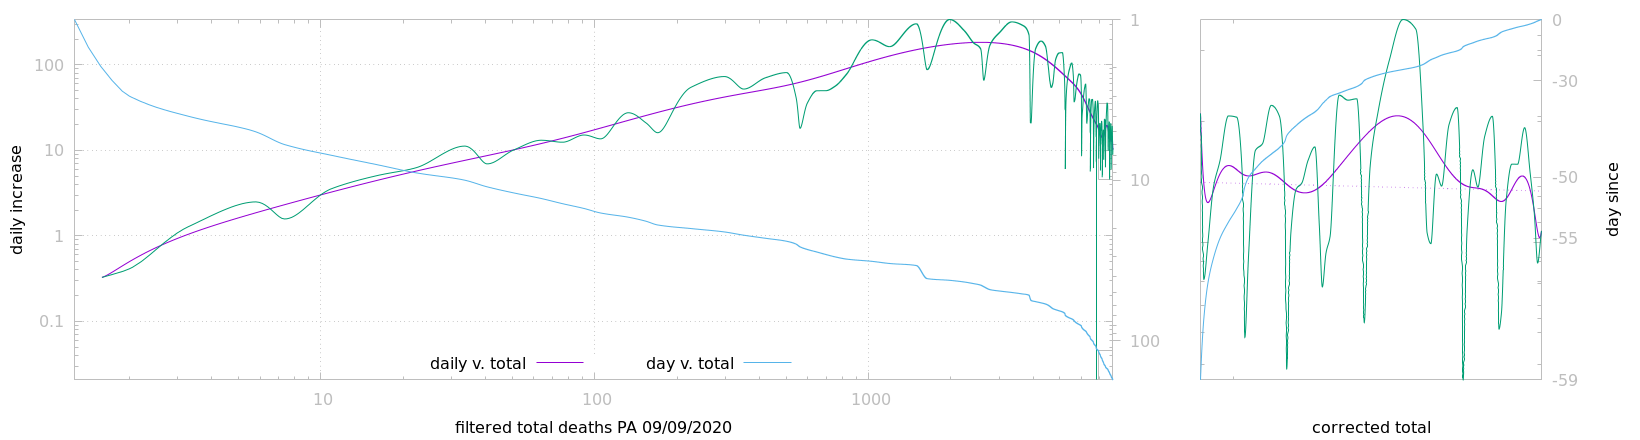 daily increase
100
10
1
0.1
10
100
1000
1
10
100
daily v. total
day v. total
filtered total deaths PA 09/09/2020
0
-30
-50
-55
-59
day since
corrected total